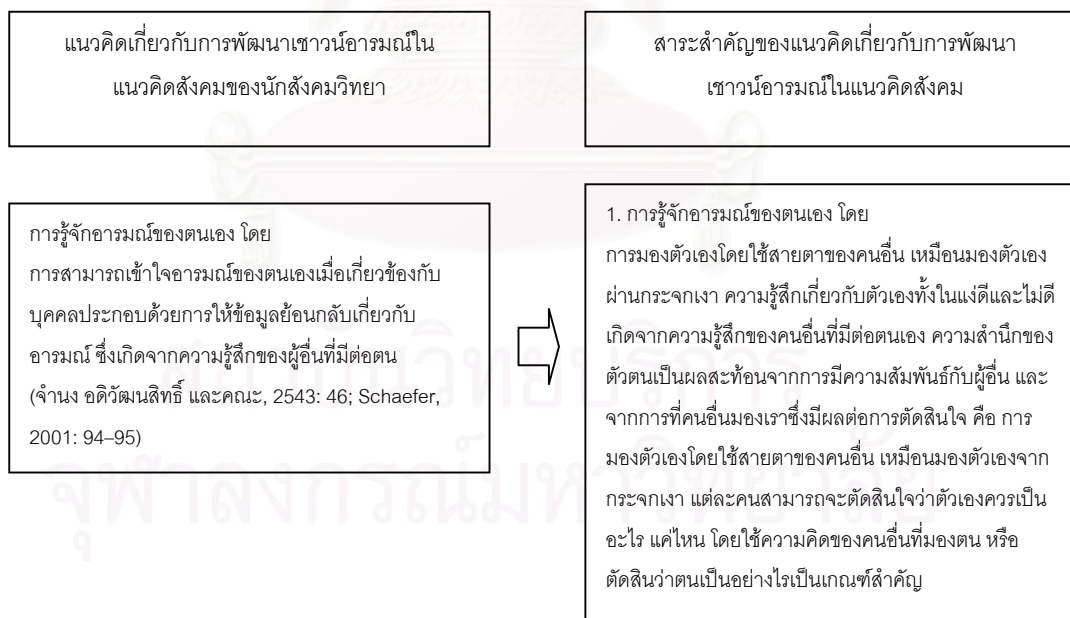 แนวคิดเกี่ยวกับการพัฒนาเชาวน์อารมณ์ใน
แนวคิดสังคมของนักสังคมวิทยา
สาระสำคัญของแนวคิดเกี่ยวกับการพัฒนา
เชาวน์อารมณ์ในแนวคิดสังคม
การรู้จักอารมณ์ของตนเอง โดย
การสามารถเข้าใจอารมณ์ของตนเองเมื่อเกี่ยวข้องกับ
บุคคลประกอบด้วยการให้ข้อมูลย้อนกลับเกี่ยวกับ
อารมณ์ ซึ่งเกิดจากความรู้สึกของผู้อื่นที่มีต่อตน
(จำนง อดิวัฒนสิทธิ์ และคณะ, 2543: 46; Schaefer,
2001: 94–95)
1. การรู้จักอารมณ์ของตนเอง โดย
การมองตัวเองโดยใช้สายตาของคนอื่น เหมือนมองตัวเอง
ผ่านกระจกเงา ความรู้สึกเกี่ยวกับตัวเองทั้งในแง่ดีและไม่ดี
เกิดจากความรู้สึกของคนอื่นที่มีต่อตนเอง ความสำนึกของ
ตัวตนเป็นผลสะท้อนจากการมีความสัมพันธ์กับผู้อื่น และ
จากการที่คนอื่นมองเราซึ่งมีผลต่อการตัดสินใจ คือ การ
มองตัวเองโดยใช้สายตาของคนอื่น เหมือนมองตัวเองจาก
กระจกเงา แต่ละคนสามารถจะตัดสินใจว่าตัวเองควรเป็น
อะไร แค่ไหน โดยใช้ความคิดของคนอื่นที่มองตน หรือ
ตัดสินว่าตนเป็นอย่างไรเป็นเกณฑ์สำคัญ
สถาบันวิทยบริการ
จุฬาลงกรณ์มหาวิทยาลัย